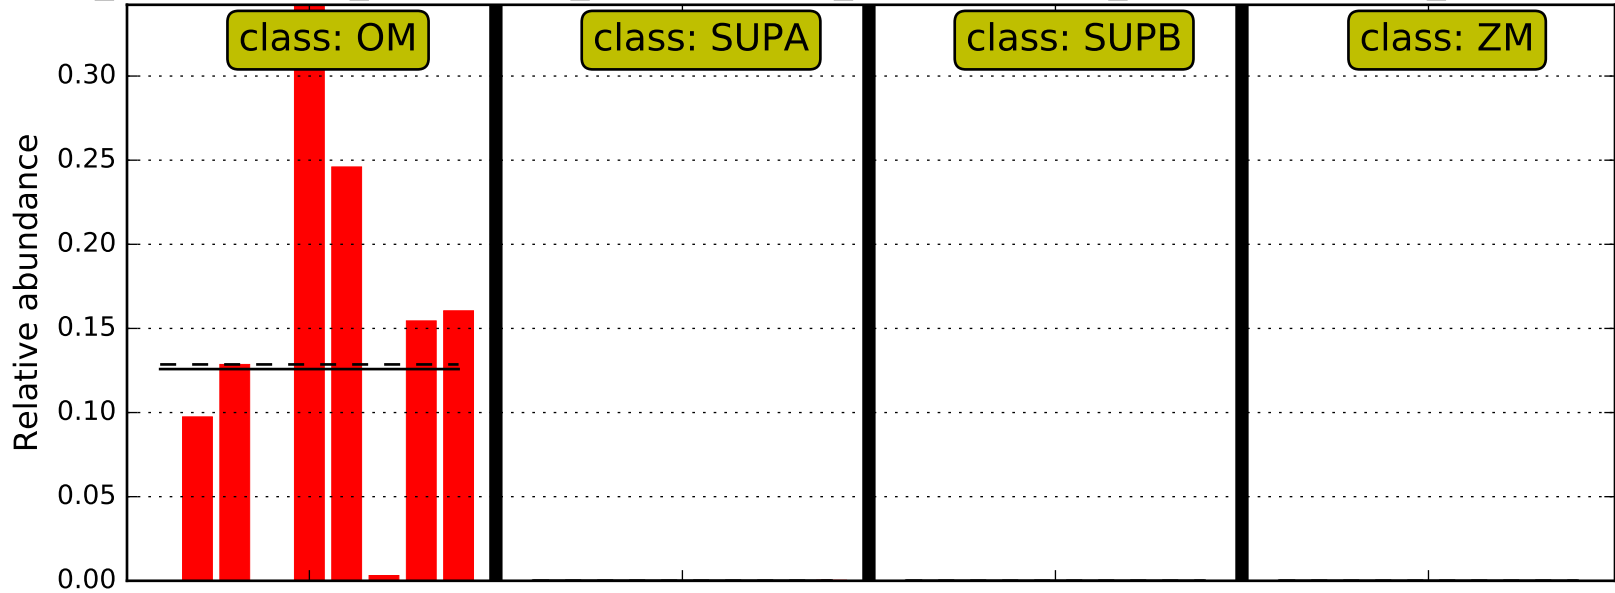 class: OM
class: SUPA
class: SUPB
class: ZM
Relative abundance
0.30
0.25
0.20
0.15
0.10
0.05
0.00